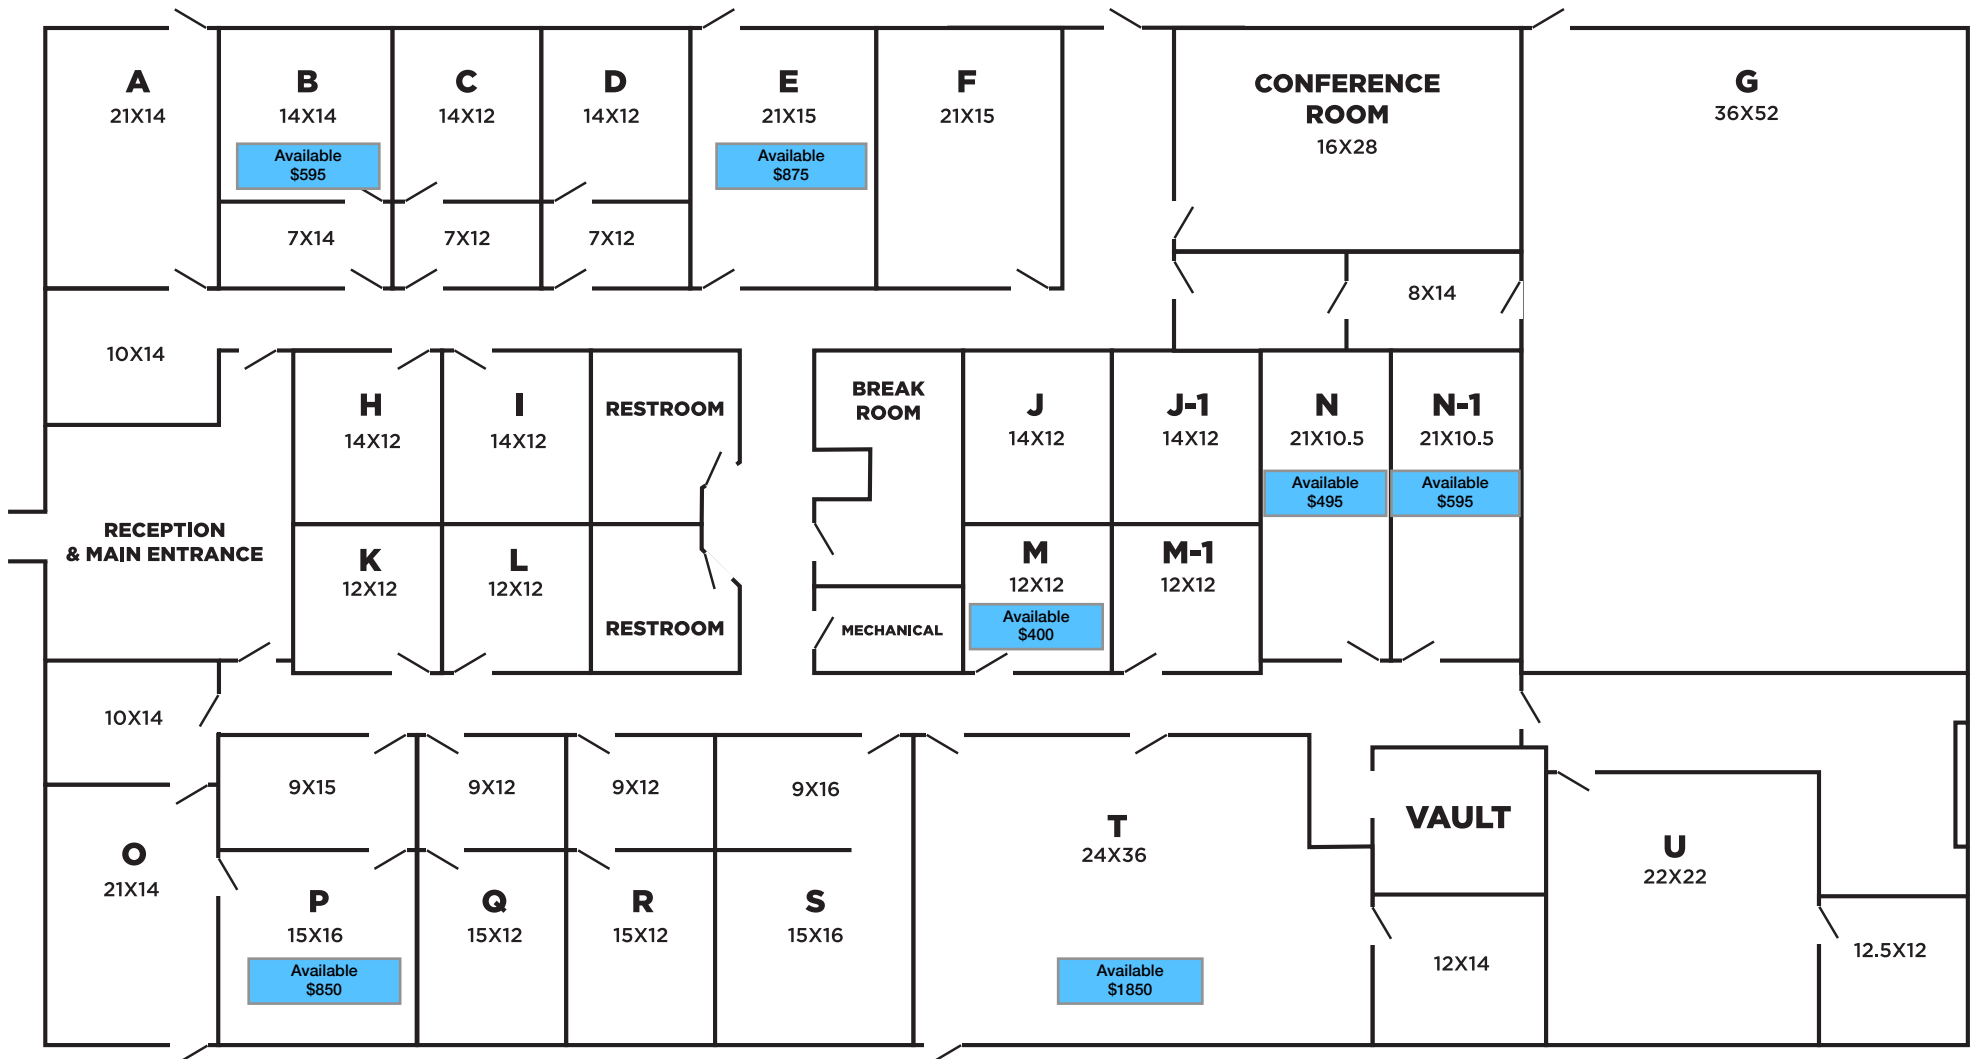 A
21X14
B
14X14
Available
$595
7X14
C
14X12
7X12
D
14X12
7X12
E
21X15
Available
$875
F
21X15
CONFERENCE
ROOM
16X28
8X14
G
36X52
10X14
RECEPTION
& MAIN ENTRANCE
H
14X12
I
14X12
RESTROOM
K
12X12
L
12X12
RESTROOM
BREAK
ROOM
MECHANICAL
J
14X12
J-1
14X12
M
12X12
Available
$400
M-1
12X12
N
21X10.5
Available
$495
N-1
21X10.5
Available
$595
10X14
O
21X14
9X15
P
15X16
Available
$850
9X12
Q
15X12
9X12
R
15X12
9X16
S
15X16
T
24X36
Available
$1850
VAULT
12X14
U
22X22
12.5X12